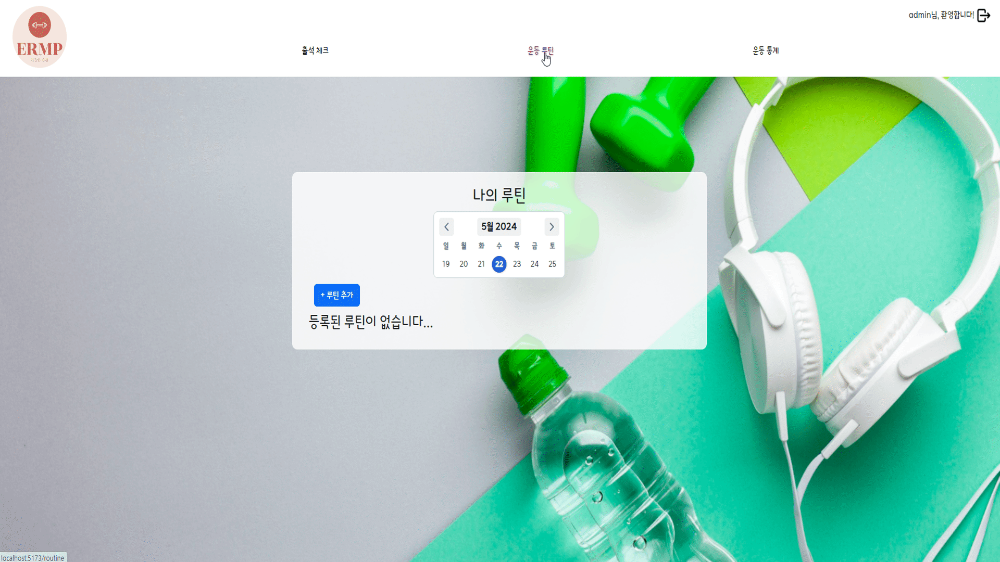 admin님, 환영합니다!
ERMP
출석 체크
운동 루틴
운동 통계
나의 루틴
5월 2024
일 월 화 수 목 금 토
19 20 21 22 23 24 25
+ 루틴 추가
등록된 루틴이 없습니다...
localhost:5173/routine